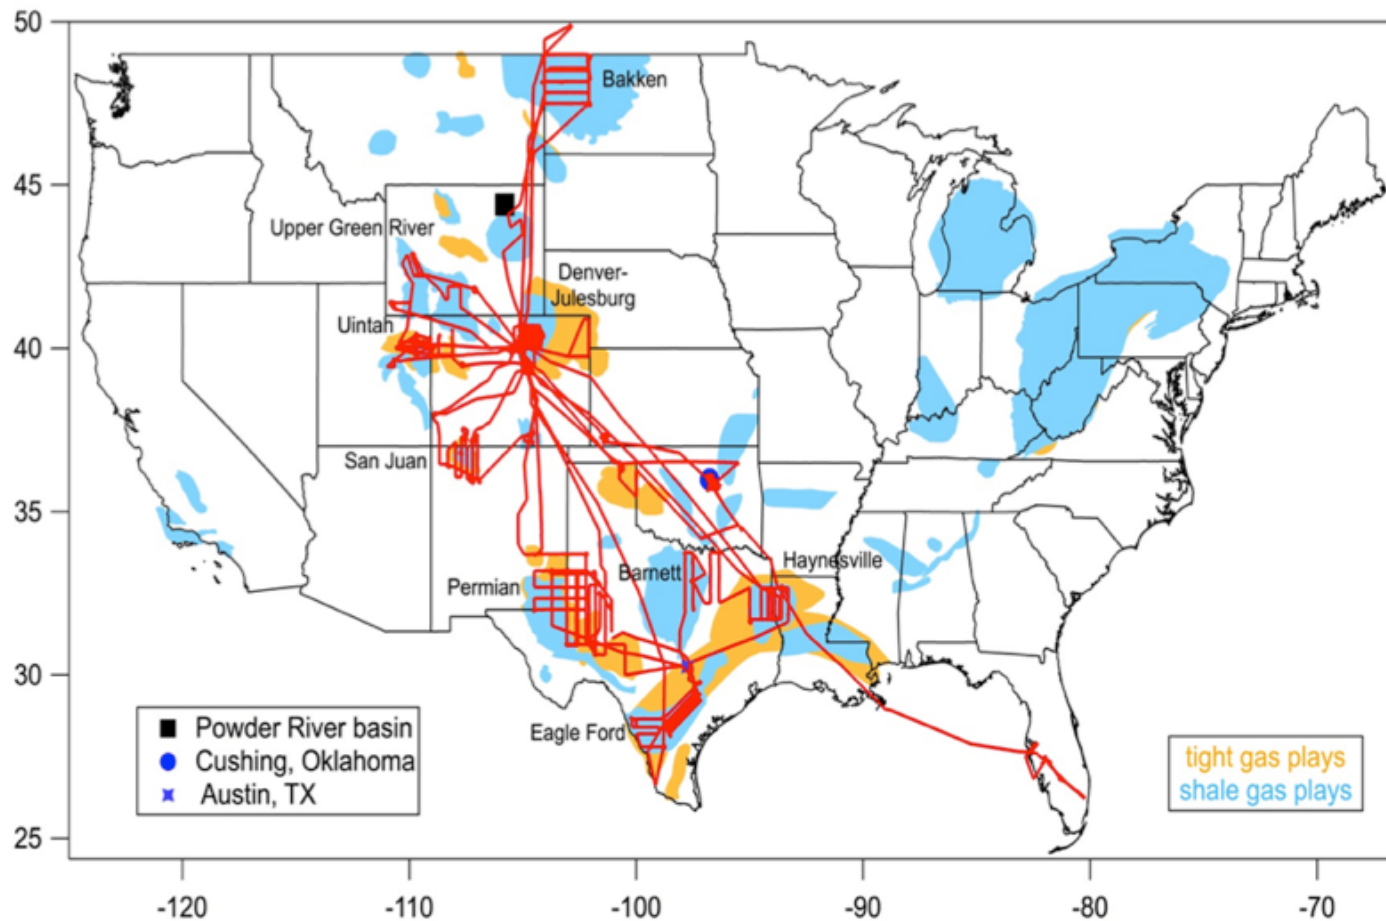 50
45
40
35
30
25
-120
-110
-100
-90
-80
-70
Bakken
Upper Green River
Denver-
Julesburg
Uintah
San Juan
Permian
Barnett
Haynesville
Eagle Ford
Powder River basin
Cushing, Oklahoma
Austin, TX
tight gas plays
shale gas plays